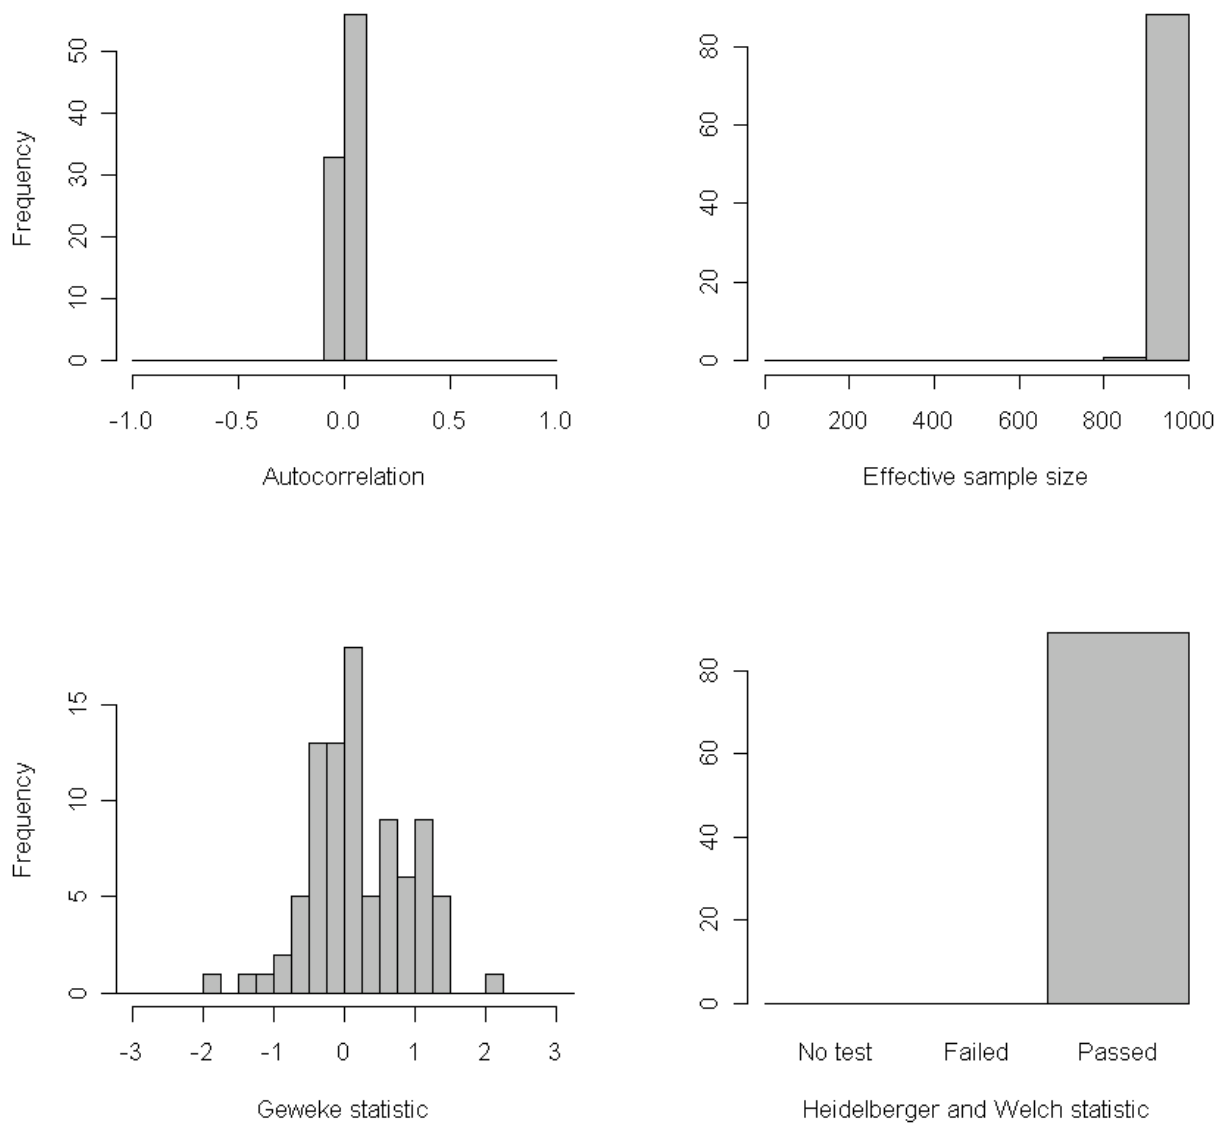 Frequency
0 10 20 30 40 50
-1.0 -0.5 0.0 0.5 1.0
Autocorrelation
0 20 40 60 80
0 200 400 600 800 1000
Effective sample size
Frequency
0 5 10 15
-3 -2 -1 0 1 2 3
Geweke statistic
0 20 40 60 80
No test Failed Passed
Heidelberger and Welch statistic